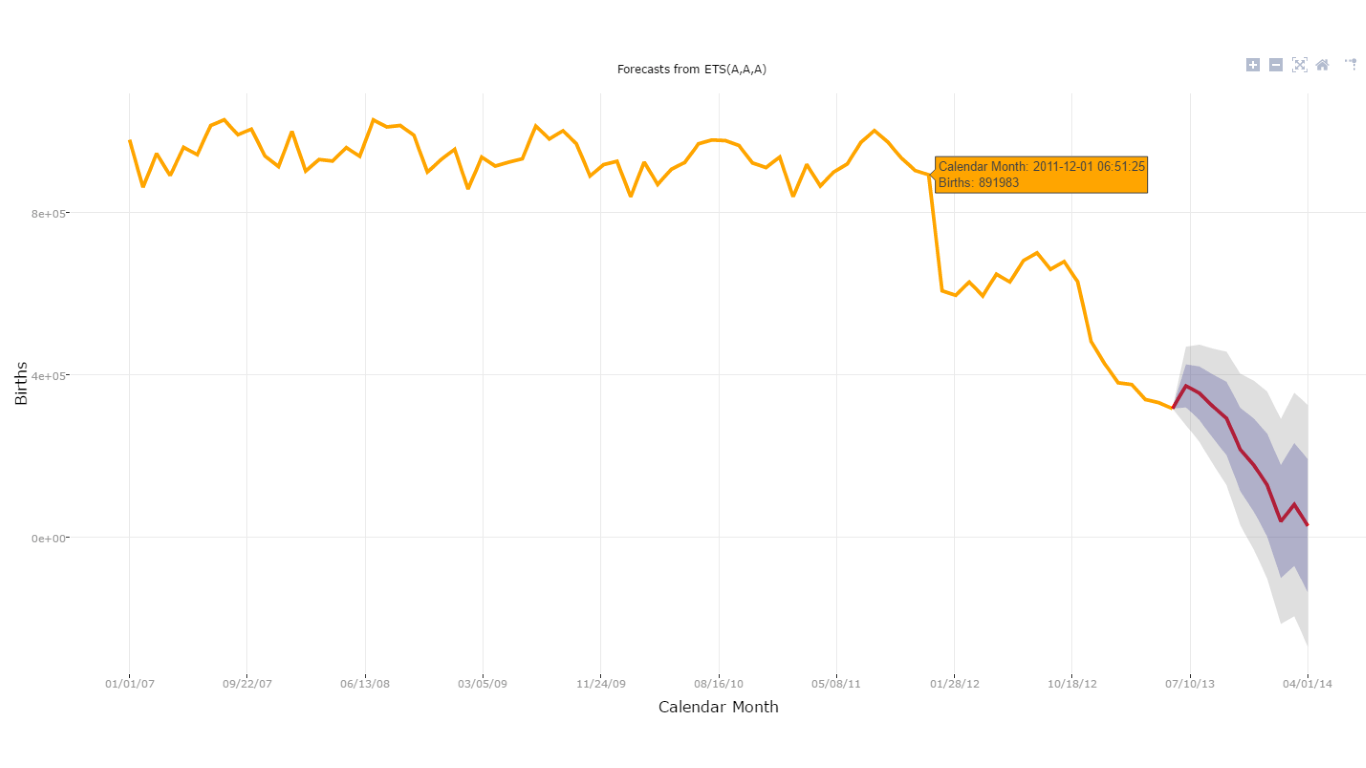 Forecasts from ETS(A,A,A)
Calendar Month: 2011-12-01 06:51:25
Births: 891983
8e+05
4e+05
0e+00
Births
01/01/07 09/22/07 06/13/08 03/05/09 11/24/09 08/16/10 05/08/11 01/28/12 10/18/12 07/10/13 04/01/14
Calendar Month